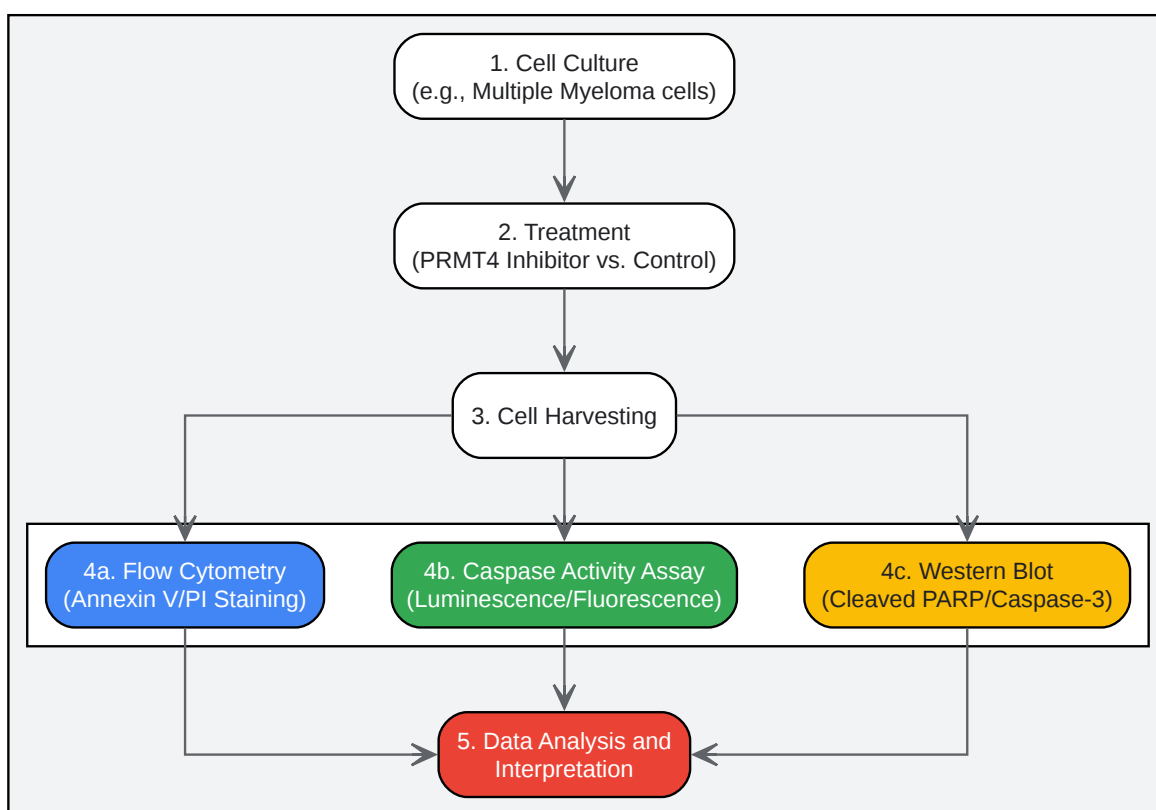 1. Cell Culture
(e.g., Multiple Myeloma cells)
2. Treatment
(PRMT4 Inhibitor vs. Control)
3. Cell Harvesting
4a. Flow Cytometry
(Annexin V/PI Staining)
4b. Caspase Activity Assay
(Luminescence/Fluorescence)
4c. Western Blot
(Cleaved PARP/Caspase-3)
5. Data Analysis and
Interpretation